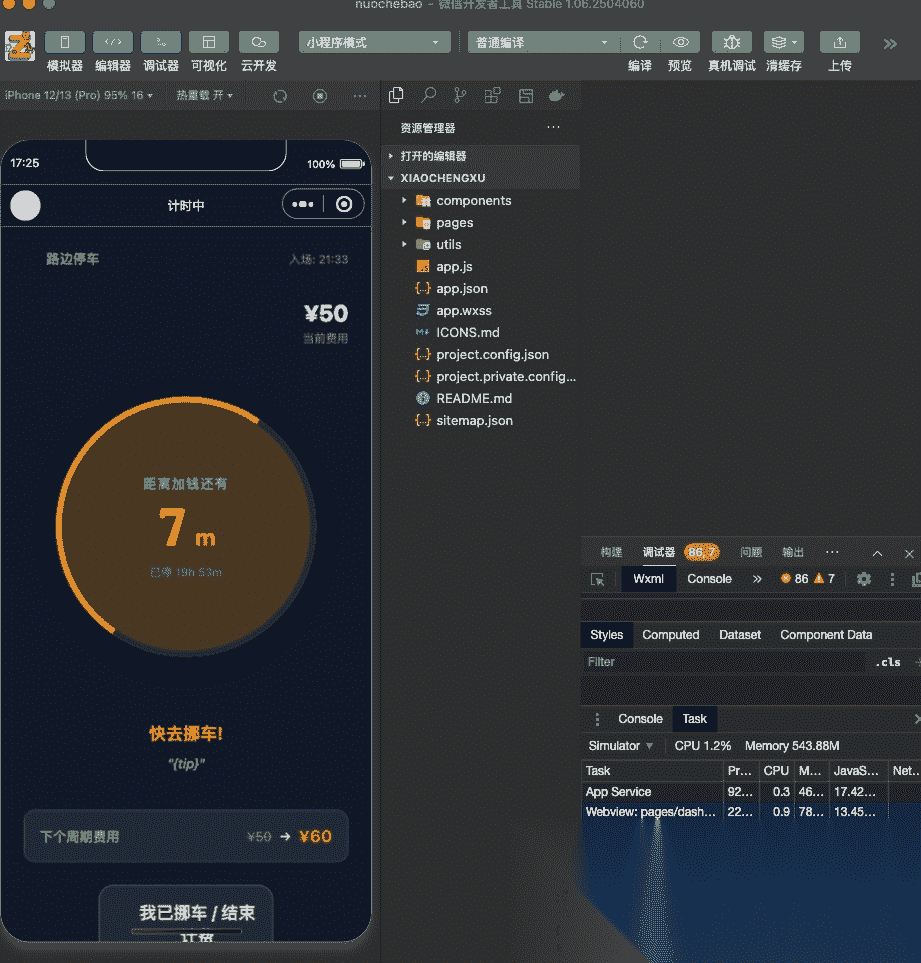 nuochebao – 微信开发者工具 Stable 1.06.2504060
模拟器 编辑器 调试器 可视化 云开发
小程序模式
普通编译
编译 预览 真机调试 清缓存 上传
iPhone 12/13 (Pro) 95% 16
热重载 开
17:25
100%
计时中
路边停车
入场: 21:33
¥50
当前费用
距离加钱还有
7 m
已停 19h 53m
快去挪车!
"{tip}"
下个周期费用
¥50 → ¥60
我已挪车 / 结束
计费
资源管理器
打开的编辑器
XIAOCHENGXU
components
pages
utils
app.js
app.json
app.wxss
ICONS.md
project.config.json
project.private.config...
README.md
sitemap.json
构建 调试器 86, 7 问题 输出
Wxml Console 86 7
Styles Computed Dataset Component Data
Filter .cls
Console Task
Simulator CPU 1.2% Memory 543.88M
Task Pr... CPU M... JavaS... Net...
App Service 92... 0.3 46... 17.42...
Webview: pages/dash... 22... 0.9 78... 13.45...